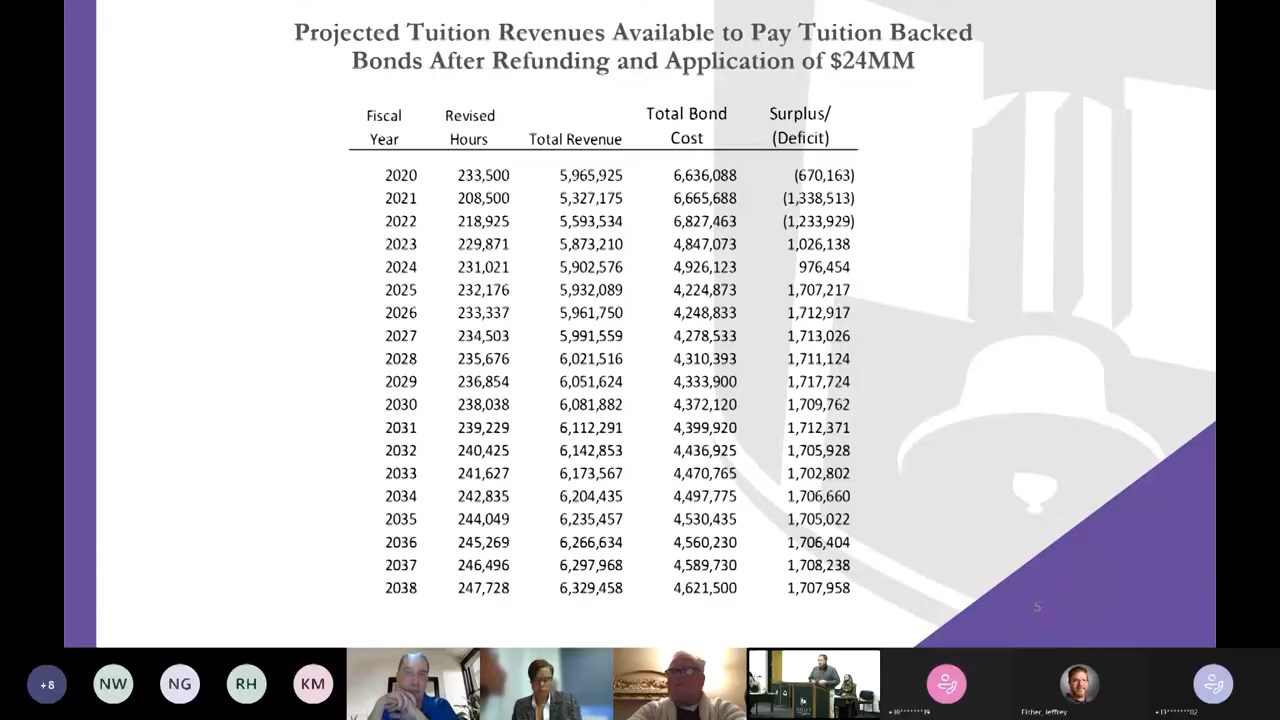 Projected Tuition Revenues Available to Pay Tuition Backed
Bonds After Refunding and Application of $24MM
Fiscal Year Revised Hours Total Revenue Total Bond Cost Surplus/ (Deficit)
2020 233,500 5,965,925 6,636,088 (670,163)
2021 208,500 5,327,175 6,665,688 (1,338,513)
2022 218,925 5,593,534 6,827,463 (1,233,929)
2023 229,871 5,873,210 4,847,073 1,026,138
2024 231,021 5,902,576 4,926,123 976,454
2025 232,176 5,932,089 4,224,873 1,707,217
2026 233,337 5,961,750 4,248,833 1,712,917
2027 234,503 5,991,559 4,278,533 1,713,026
2028 235,676 6,021,516 4,310,393 1,711,124
2029 236,854 6,051,624 4,333,900 1,717,724
2030 238,038 6,081,882 4,372,120 1,709,762
2031 239,229 6,112,291 4,399,920 1,712,371
2032 240,425 6,142,853 4,436,925 1,705,928
2033 241,627 6,173,567 4,470,765 1,702,802
2034 242,835 6,204,435 4,497,775 1,706,660
2035 244,049 6,235,457 4,530,435 1,705,022
2036 245,269 6,266,634 4,560,230 1,706,404
2037 246,496 6,297,968 4,589,730 1,708,238
2038 247,728 6,329,458 4,621,500 1,707,958
5
+8 NW NG RH KM
Fisher, Jeffrey